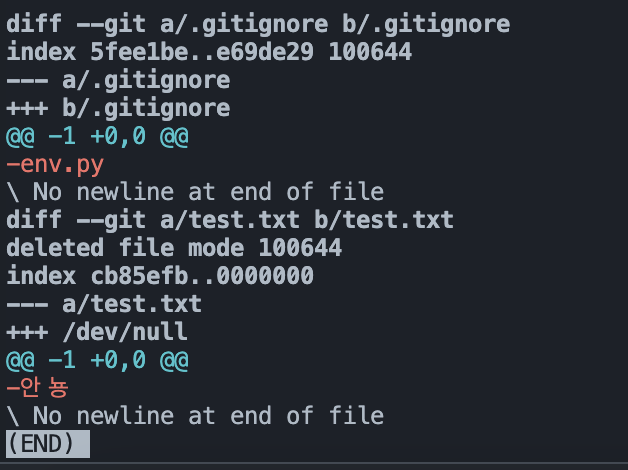 diff --git a/.gitignore b/.gitignore
index 5fee1be..e69de29 100644
--- a/.gitignore
+++ b/.gitignore
@@ -1 +0,0 @@
-env.py
\ No newline at end of file
diff --git a/test.txt b/test.txt
deleted file mode 100644
index cb85efb..0000000
--- a/test.txt
+++ /dev/null
@@ -1 +0,0 @@
-안 뇽
\ No newline at end of file
(END)